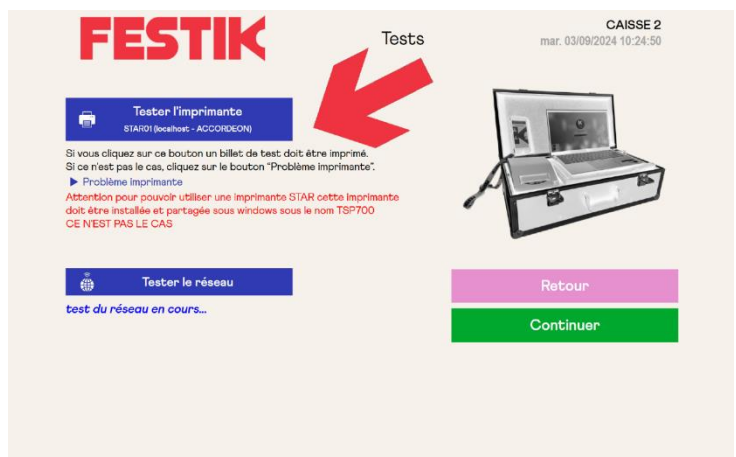 FESTIK
Tests
CAISSE 2
mar. 03/09/2024 10:24:50
Tester l'imprimante
STAR01 (localhost - ACCORDEON)
Si vous cliquez sur ce bouton un billet de test doit être imprimé.
Si ce n'est pas le cas, cliquez sur le bouton "Problème imprimante".
▶ Problème imprimante
Attention pour pouvoir utiliser une imprimante STAR cette imprimante
doit être installée et partagée sous windows sous le nom TSP700
CE N'EST PAS LE CAS
Tester le réseau
test du réseau en cours...
Retour
Continuer